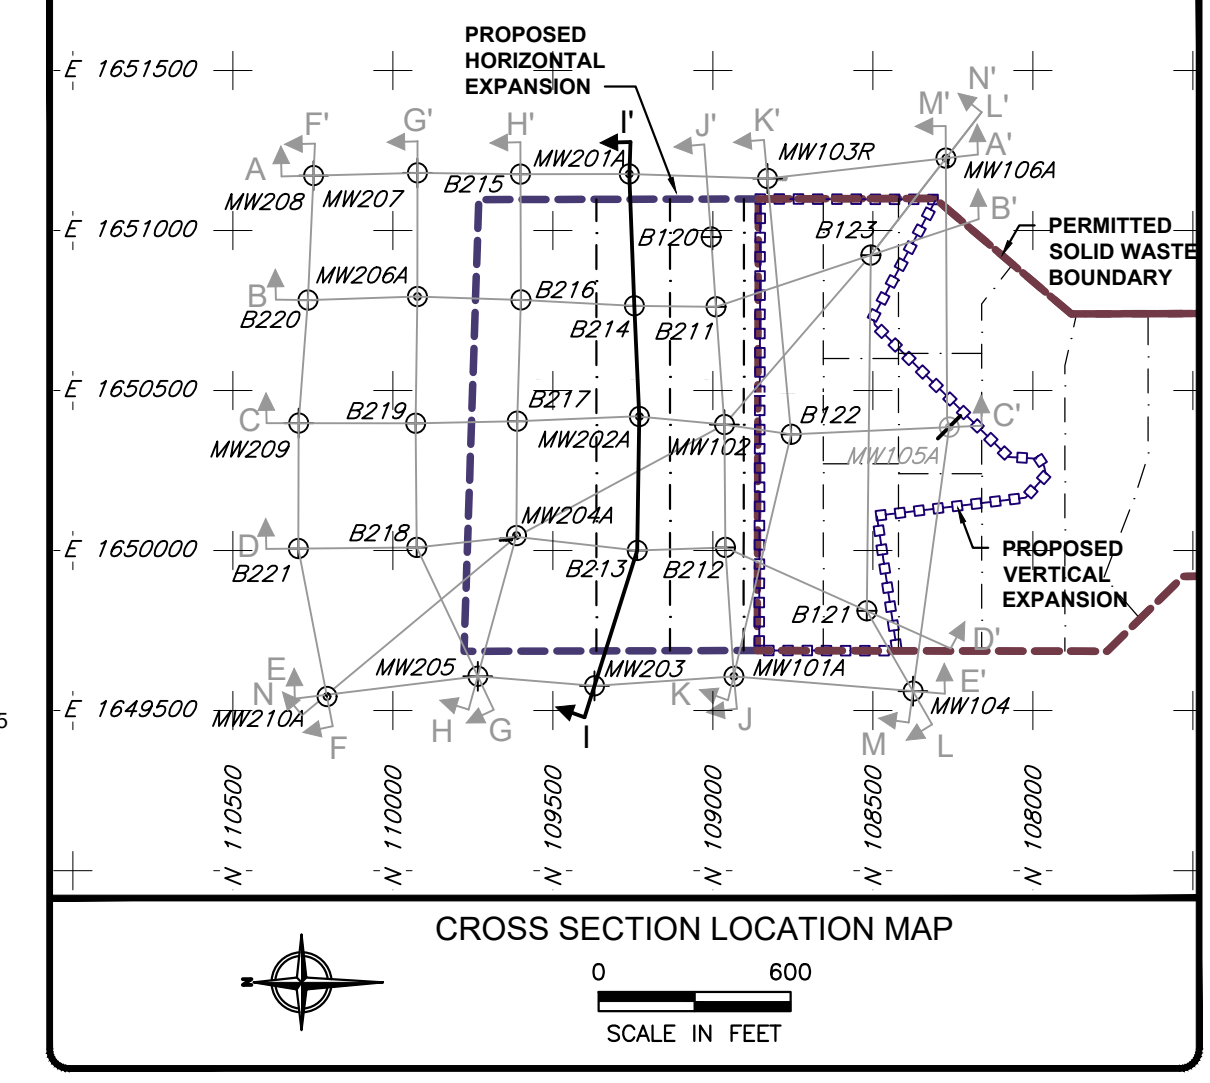 PROPOSED
HORIZONTAL
EXPANSION
E 1651500
N'
L'
M'
F'
G'
H'
I'
J'
K'
A'
A
MW208
MW207
B215
MW201A
MW103R
MW106A
E 1651000
B120
B123
B'
PERMITTED
SOLID WASTE
BOUNDARY
B
B220
MW206A
B216
B214
B211
E 1650500
C
MW209
B219
B217
MW202A
MW102
B122
MW105A
C'
E 1650000
D
B221
B218
MW204A
B213
B212
B121
PROPOSED
VERTICAL
EXPANSION
D'
E
N
MW210A
MW205
MW203
MW101A
E'
MW104
E 1649500
5
F
H
G
I
K
J
M
L
N 110500
N 110000
N 109500
N 109000
N 108500
N 108000
CROSS SECTION LOCATION MAP
N
0 600
SCALE IN FEET